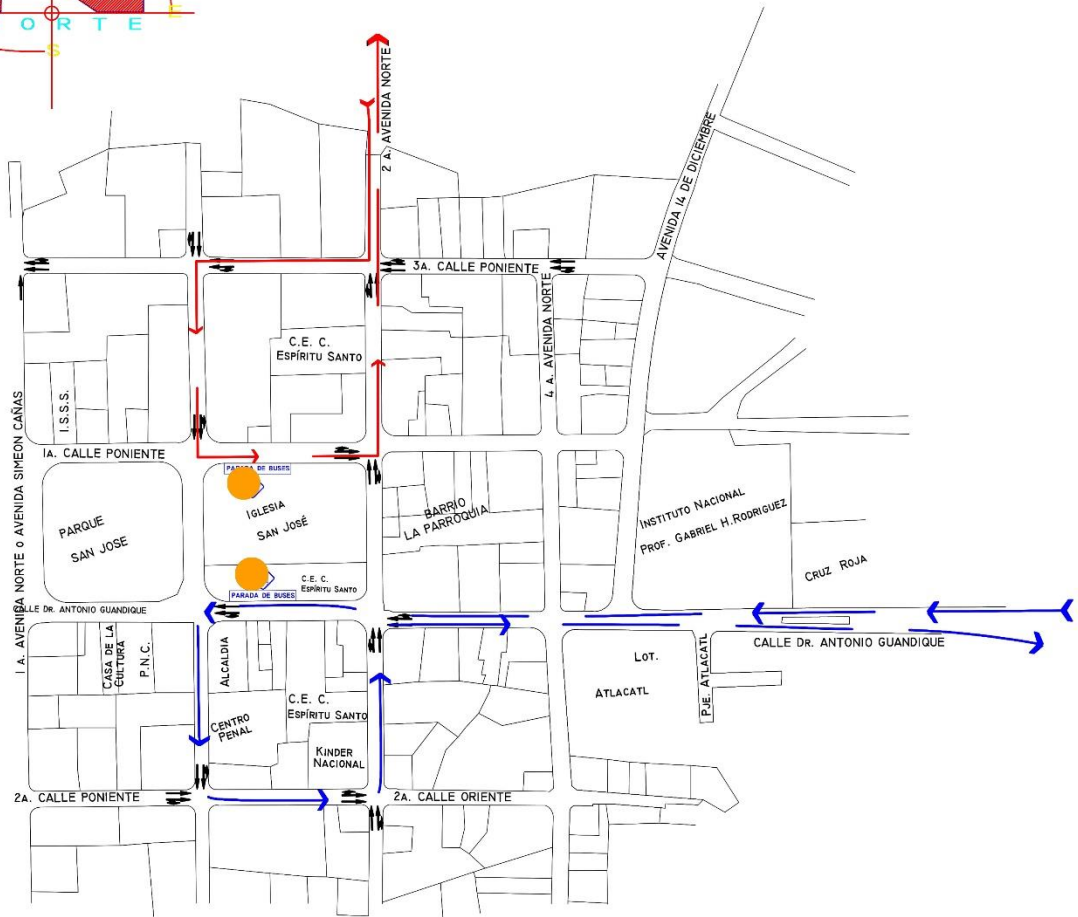 E
O R T E
S
2 A. AVENIDA NORTE
AVENIDA 14 DE DICIEMBRE
3A. CALLE PONIENTE
4 A. AVENIDA NORTE
C.E. C.
ESPÍRITU SANTO
I.S.S.S.
1 A. AVENIDA NORTE o AVENIDA SIMEON CAÑAS
1A. CALLE PONIENTE
PARADA DE BUSES
IGLESIA
SAN JOSÉ
PARQUE
SAN JOSE
BARRIO
LA PARROQUIA
INSTITUTO NACIONAL
PROF. GABRIEL H.RODRIGUEZ
CRUZ ROJA
C.E. C.
ESPÍRITU SANTO
PARADA DE BUSES
CALLE DR. ANTONIO GUANDIQUE
CALLE DR. ANTONIO GUANDIQUE
CASA DE LA
CULTURA
P.N.C.
ALCALDIA
LOT.
ATLACATL
PJE. ATLACATL
C.E. C.
ESPÍRITU SANTO
CENTRO
PENAL
KINDER
NACIONAL
2A. CALLE PONIENTE
2A. CALLE ORIENTE